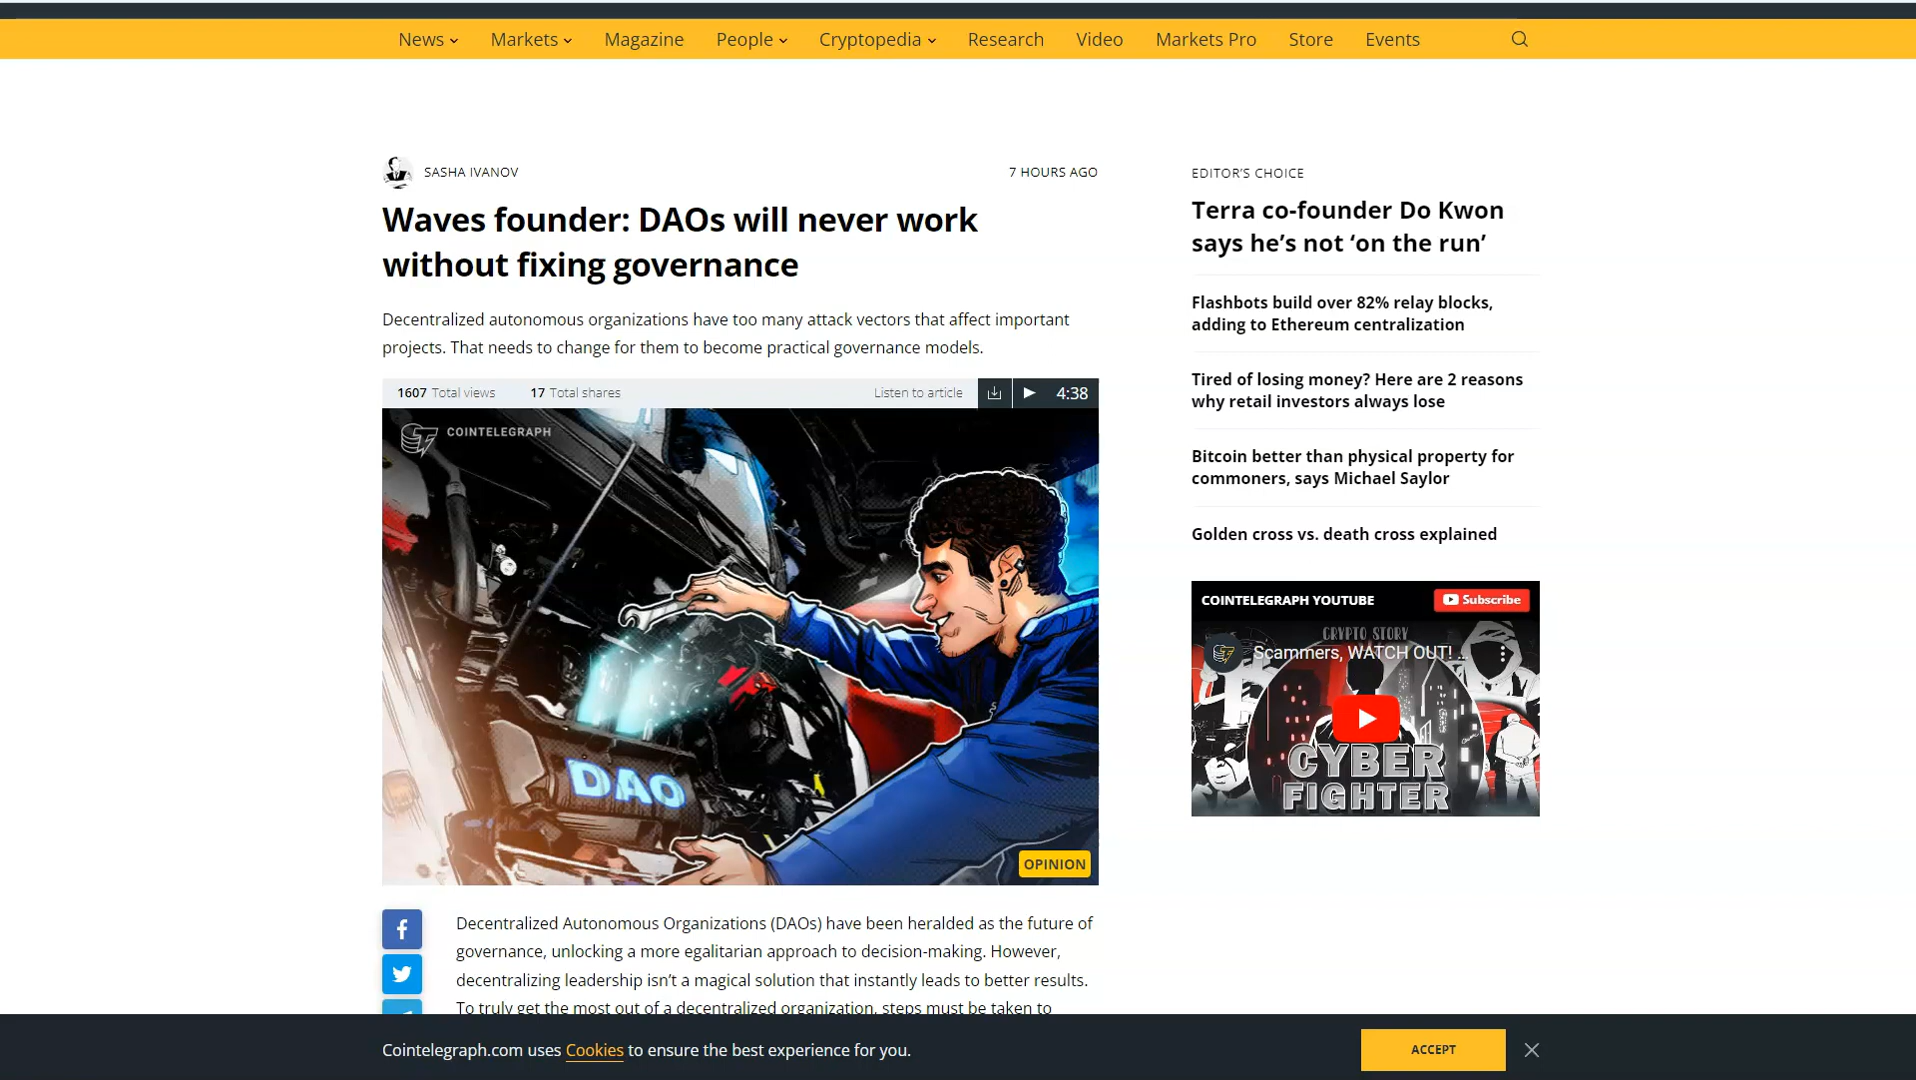 News Markets Magazine People Cryptopedia Research Video Markets Pro Store Events
SASHA IVANOV
7 HOURS AGO
Waves founder: DAOs will never work
without fixing governance
Decentralized autonomous organizations have too many attack vectors that affect important
projects. That needs to change for them to become practical governance models.
1607 Total views
17 Total shares
Listen to article
4:38
COINTELEGRAPH
DAO
OPINION
Decentralized Autonomous Organizations (DAOs) have been heralded as the future of
governance, unlocking a more egalitarian approach to decision-making. However,
decentralizing leadership isn’t a magical solution that instantly leads to better results.
To truly get the most out of a decentralized organization, steps must be taken to
EDITOR’S CHOICE
Terra co-founder Do Kwon
says he’s not ‘on the run’
Flashbots build over 82% relay blocks,
adding to Ethereum centralization
Tired of losing money? Here are 2 reasons
why retail investors always lose
Bitcoin better than physical property for
commoners, says Michael Saylor
Golden cross vs. death cross explained
COINTELEGRAPH YOUTUBE
Subscribe
CRYPTO STORY
Scammers, WATCH OUT! ...
CYBER
FIGHTER
Cointelegraph.com uses Cookies to ensure the best experience for you.
ACCEPT